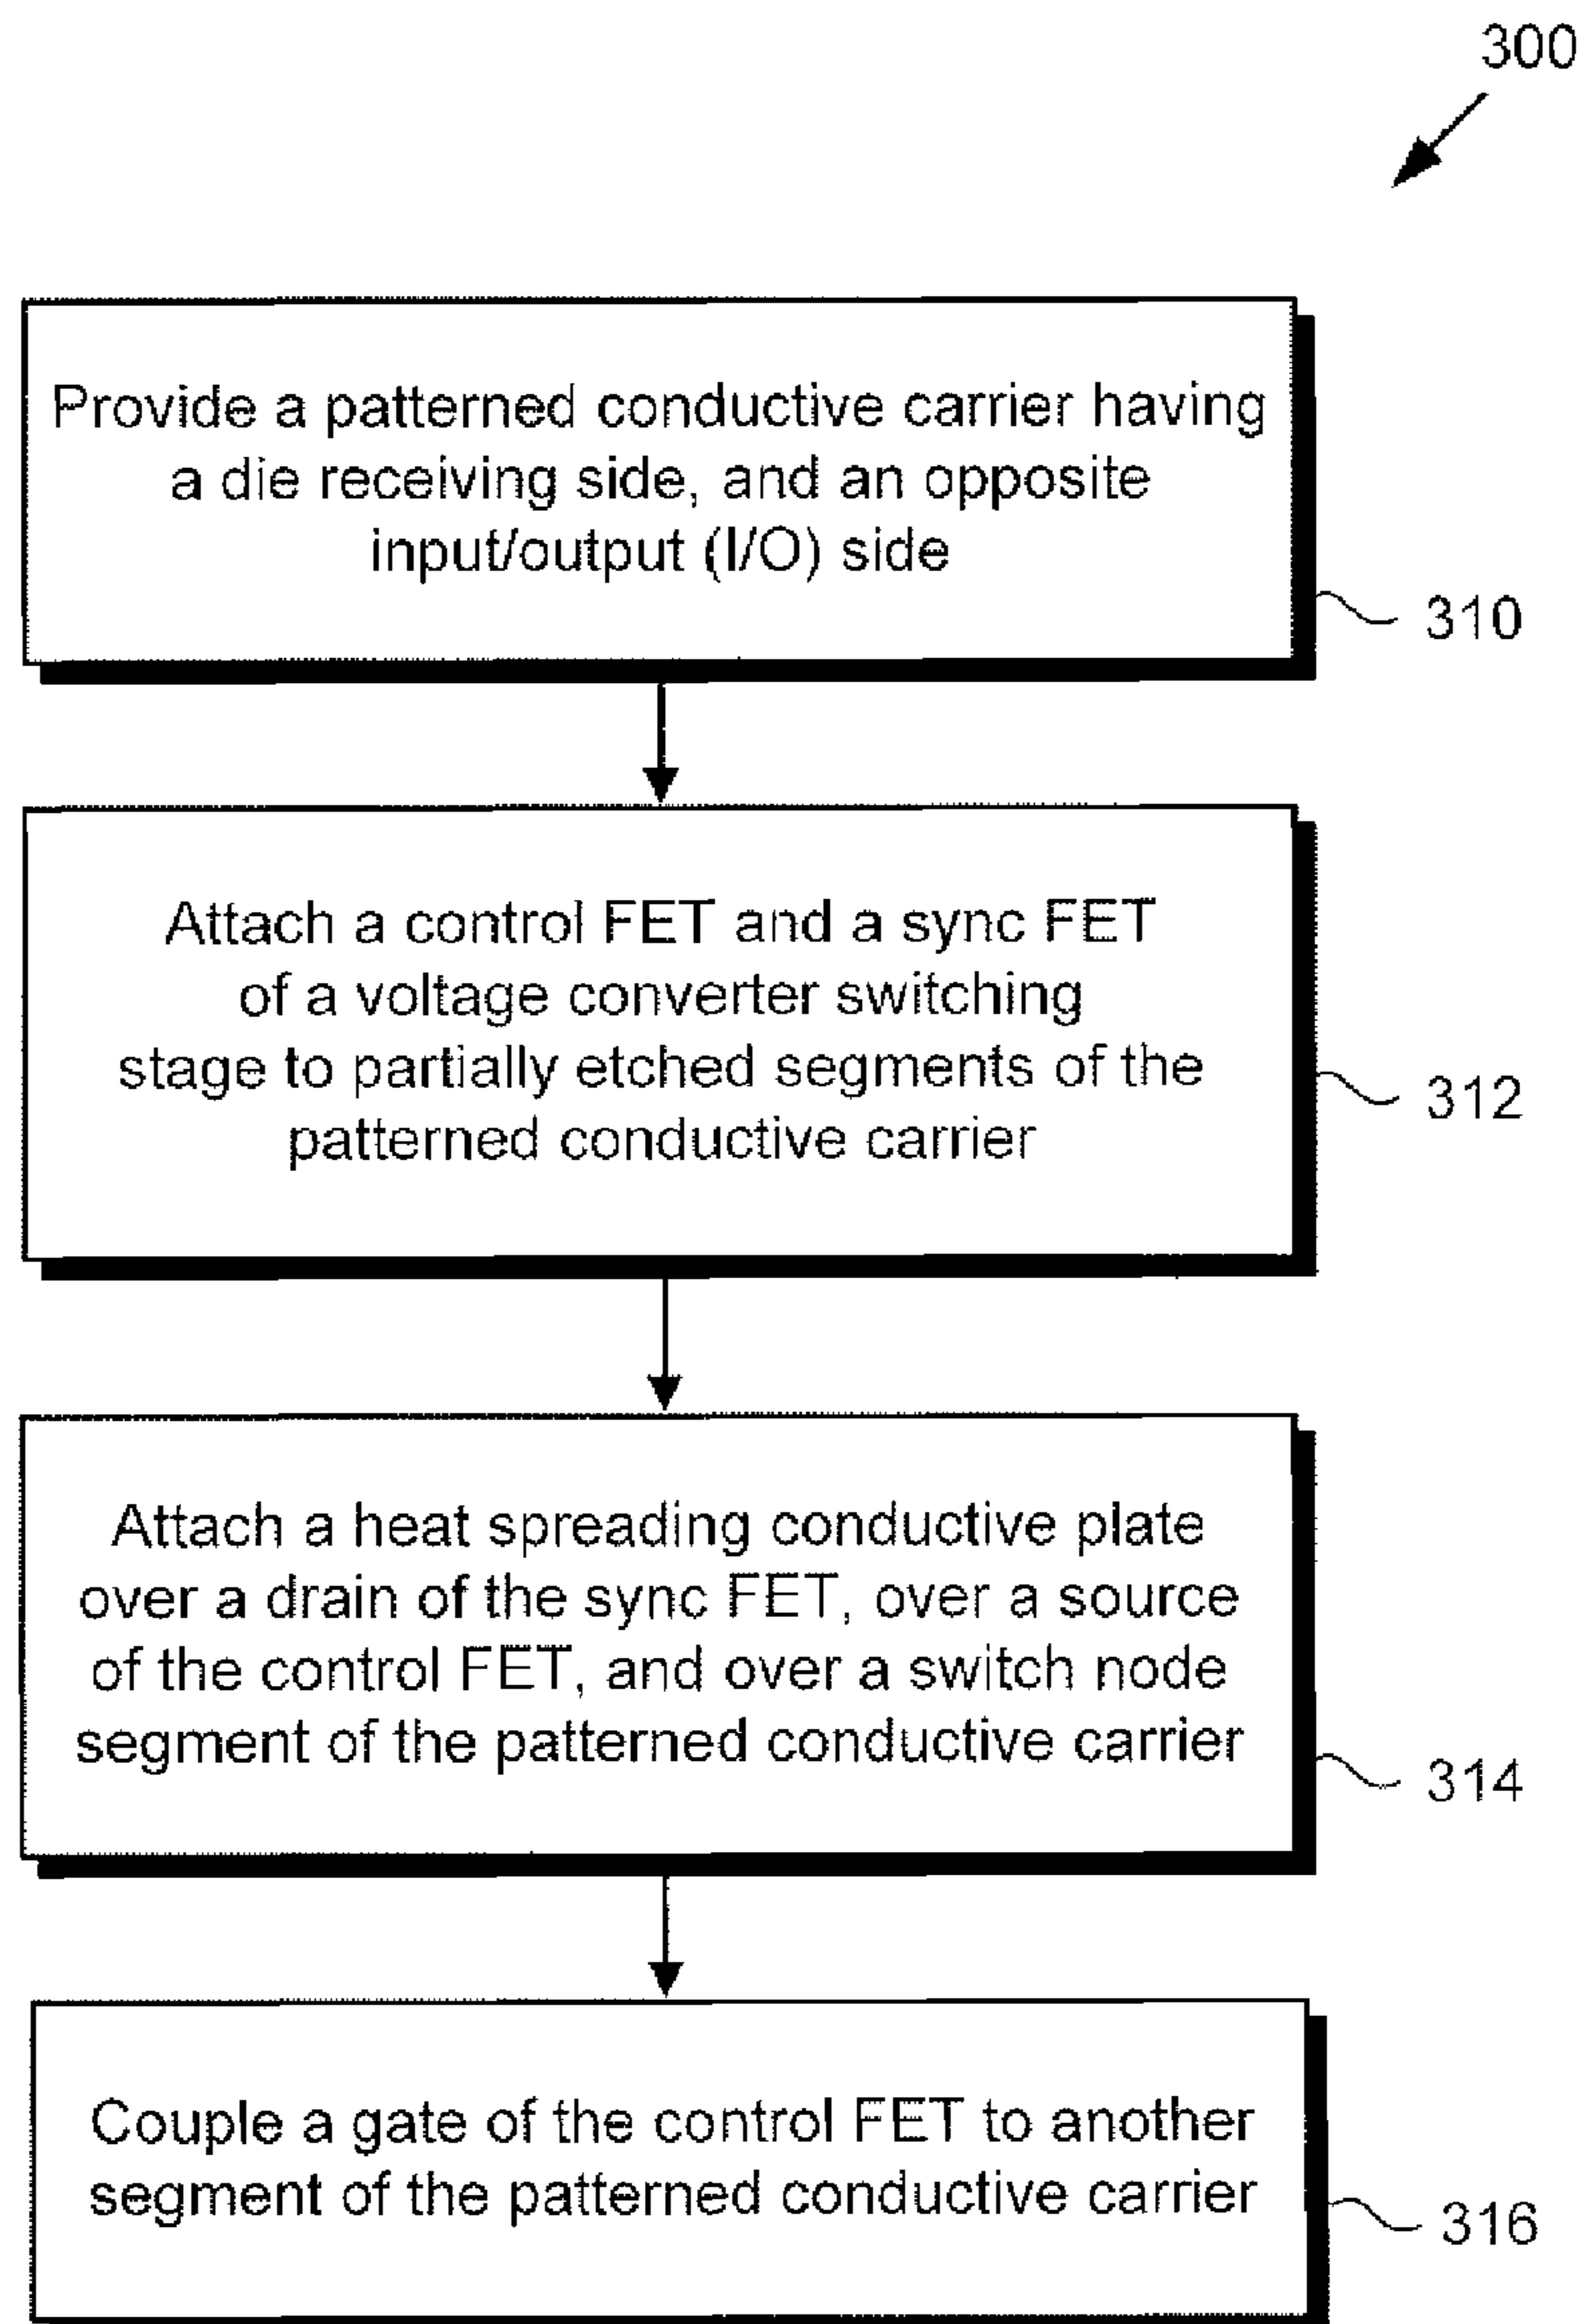 300
Provide a patterned conductive carrier having
a die receiving side, and an opposite
input/output (I/O) side
310
Attach a control FET and a sync FET
of a voltage converter switching
stage to partially etched segments of the
patterned conductive carrier
312
Attach a heat spreading conductive plate
over a drain of the sync FET, over a source
of the control FET, and over a switch node
segment of the patterned conductive carrier
314
Couple a gate of the control FET to another
segment of the patterned conductive carrier
316